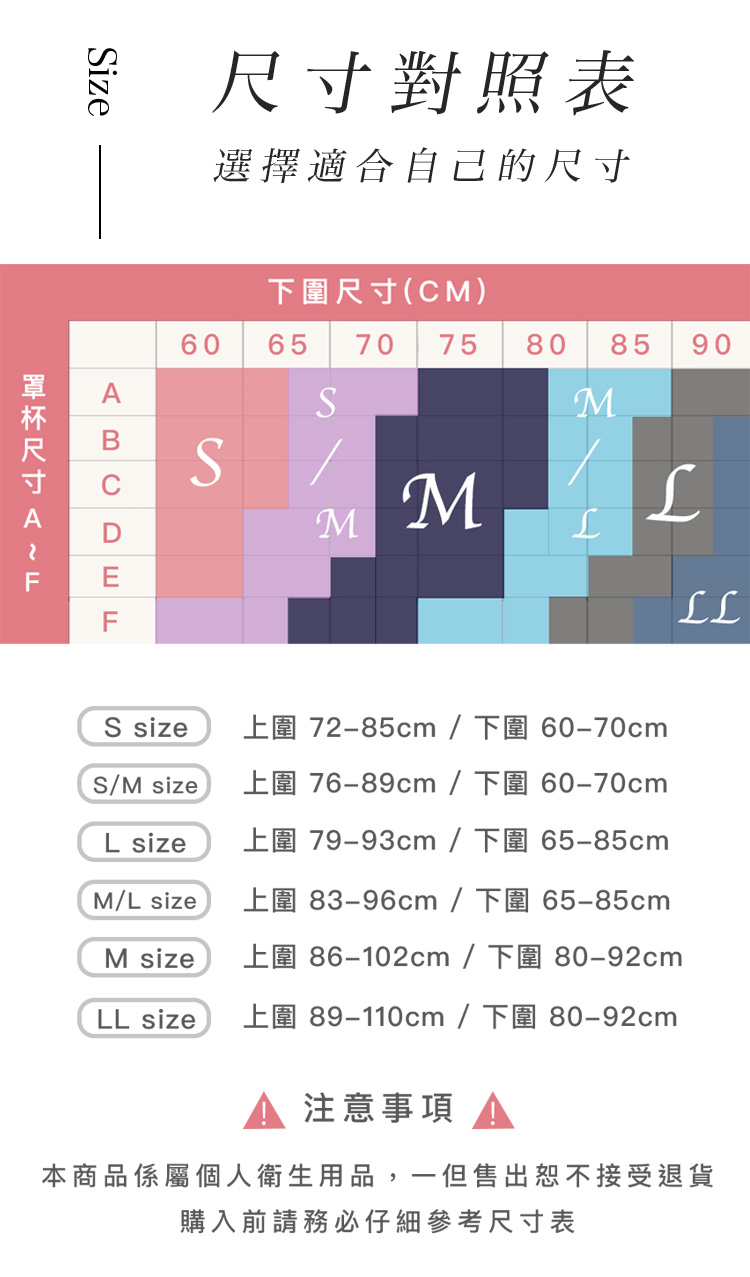 Size
尺寸對照表
選擇適合自己的尺寸
下圍尺寸(CM)
60 65 70 75 80 85 90
罩杯尺寸A~F
A
B
C
D
E
F
S
S/M
M
M/L
L
LL
S size 上圍 72–85cm / 下圍 60–70cm
S/M size 上圍 76–89cm / 下圍 60–70cm
L size 上圍 79–93cm / 下圍 65–85cm
M/L size 上圍 83–96cm / 下圍 65–85cm
M size 上圍 86–102cm / 下圍 80–92cm
LL size 上圍 89–110cm / 下圍 80–92cm
! 注意事項 !
本商品係屬個人衛生用品，一但售出恕不接受退貨
購入前請務必仔細參考尺寸表